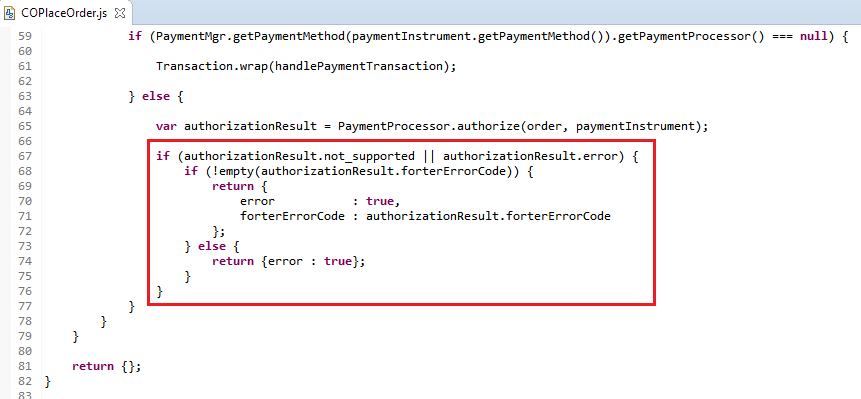 COPlaceOrder.js
59 if (PaymentMgr.getPaymentMethod(paymentInstrument.getPaymentMethod()).getPaymentProcessor() === null) {
60
61 Transaction.wrap(handlePaymentTransaction);
62
63 } else {
64
65 var authorizationResult = PaymentProcessor.authorize(order, paymentInstrument);
66
67 if (authorizationResult.not_supported || authorizationResult.error) {
68 if (!empty(authorizationResult.forterErrorCode)) {
69 return {
70 error : true,
71 forterErrorCode : authorizationResult.forterErrorCode
72 };
73 } else {
74 return {error : true};
75 }
76 }
77 }
78 }
79 }
80
81 return {};
82 }
83